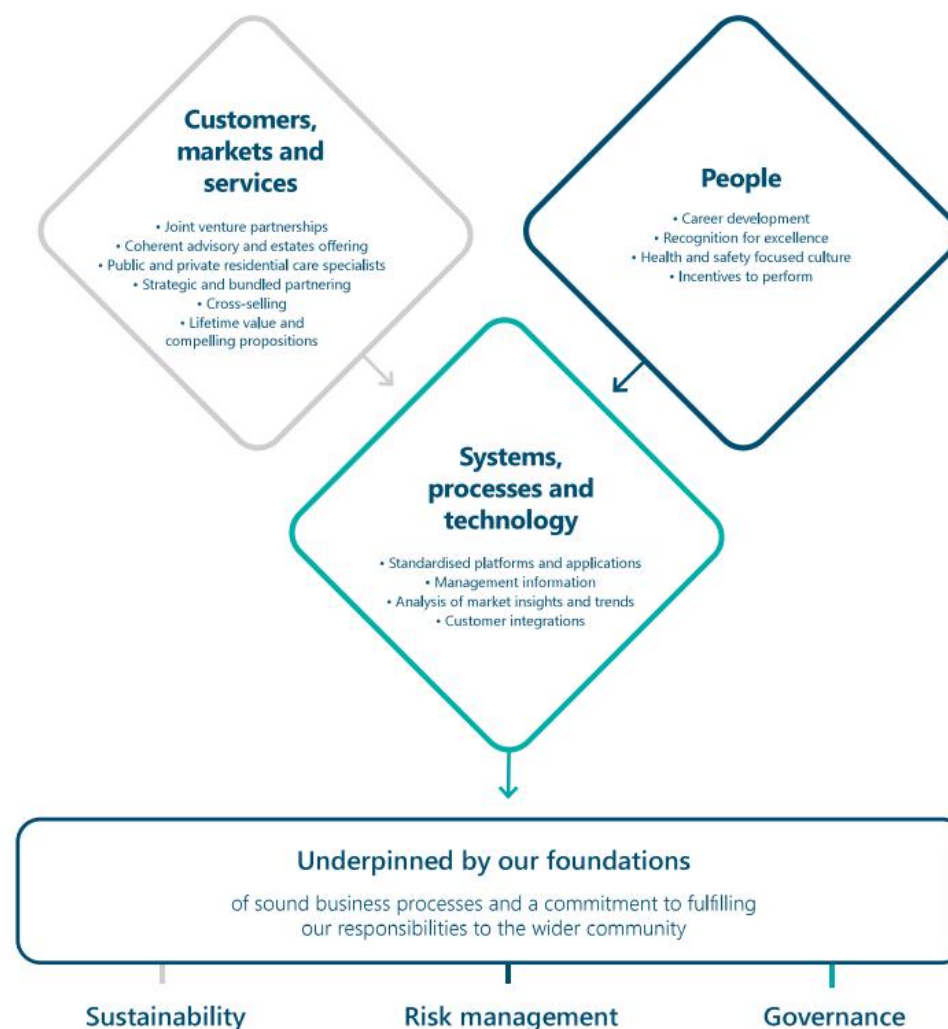 Customers,
markets and
services
• Joint venture partnerships
• Coherent advisory and estates offering
• Public and private residential care specialists
• Strategic and bundled partnering
• Cross-selling
• Lifetime value and
compelling propositions
People
• Career development
• Recognition for excellence
• Health and safety focused culture
• Incentives to perform
Systems,
processes and
technology
• Standardised platforms and applications
• Management information
• Analysis of market insights and trends
• Customer integrations
Underpinned by our foundations
of sound business processes and a commitment to fulfilling
our responsibilities to the wider community
Sustainability
Risk management
Governance